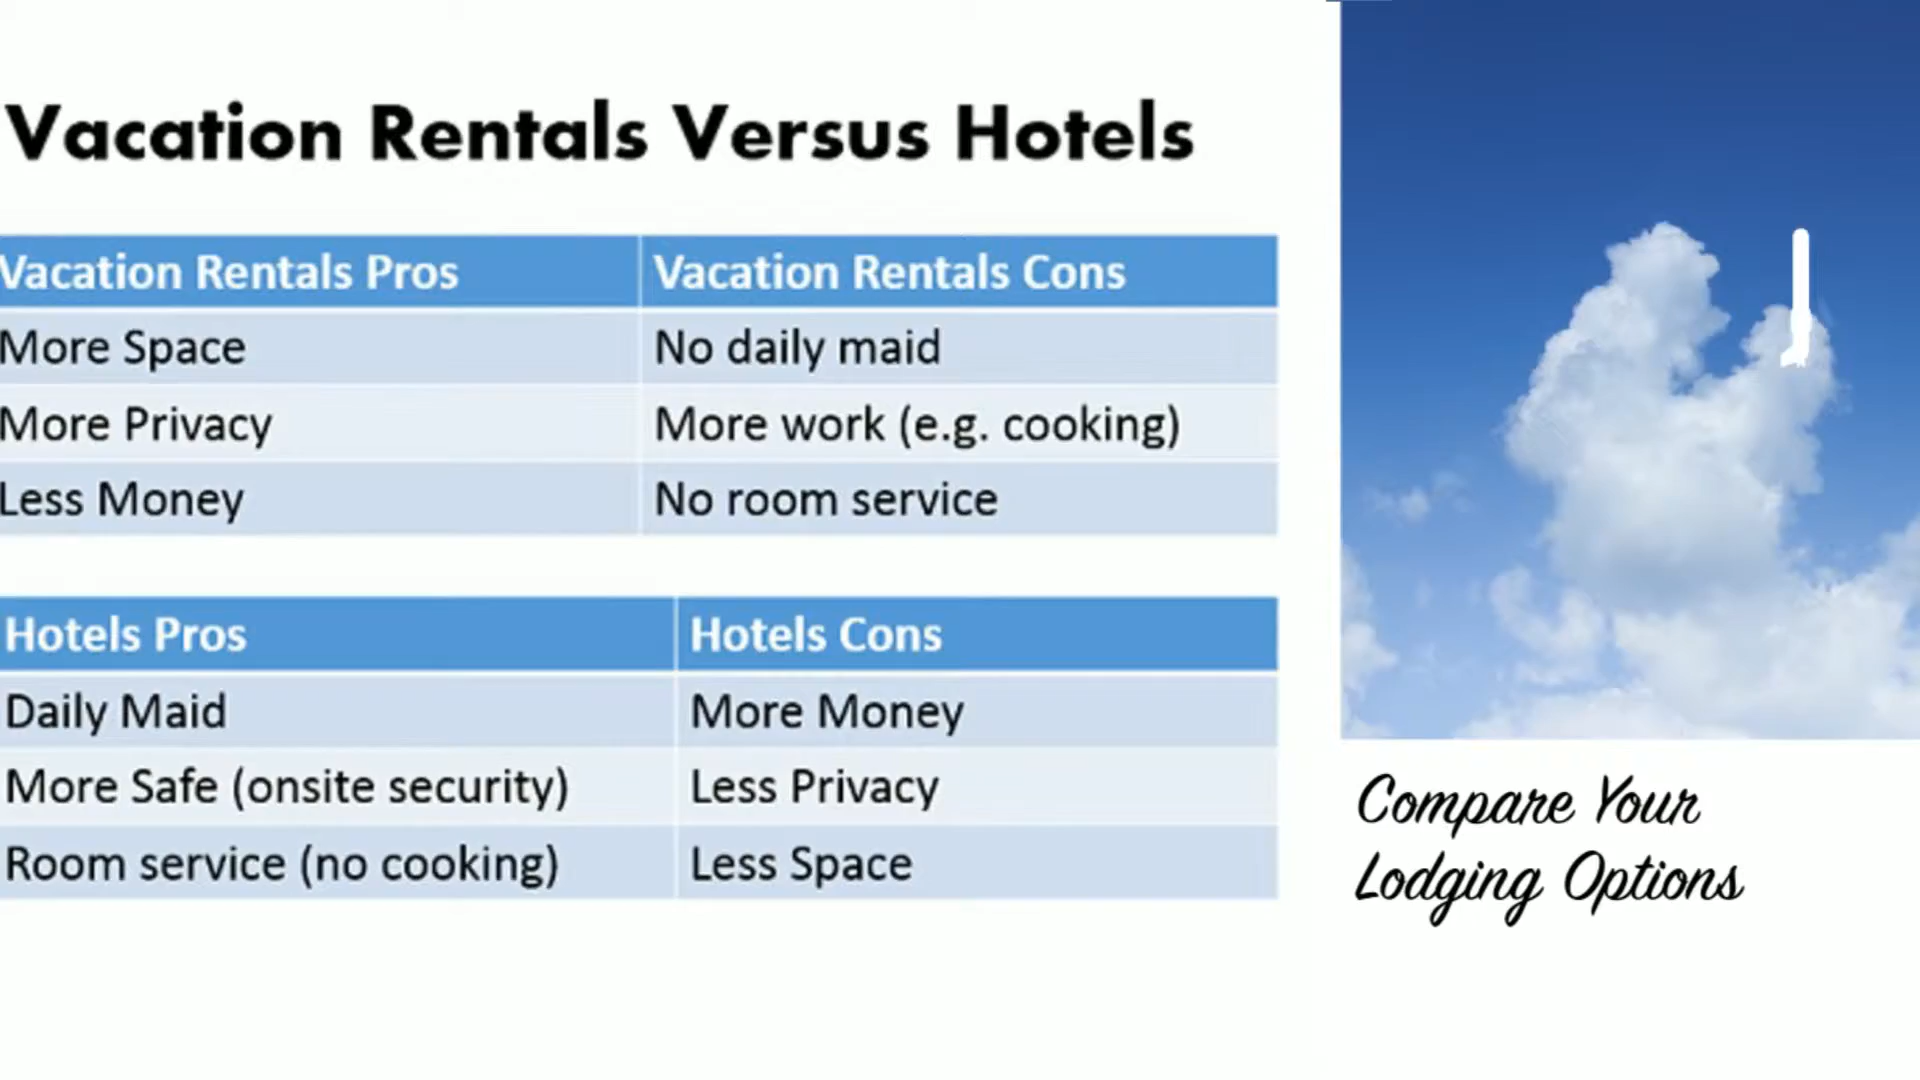 Vacation Rentals Versus Hotels
Vacation Rentals Pros
Vacation Rentals Cons
More Space
No daily maid
More Privacy
More work (e.g. cooking)
Less Money
No room service
Hotels Pros
Hotels Cons
Daily Maid
More Money
More Safe (onsite security)
Less Privacy
Room service (no cooking)
Less Space
Compare Your
Lodging Options